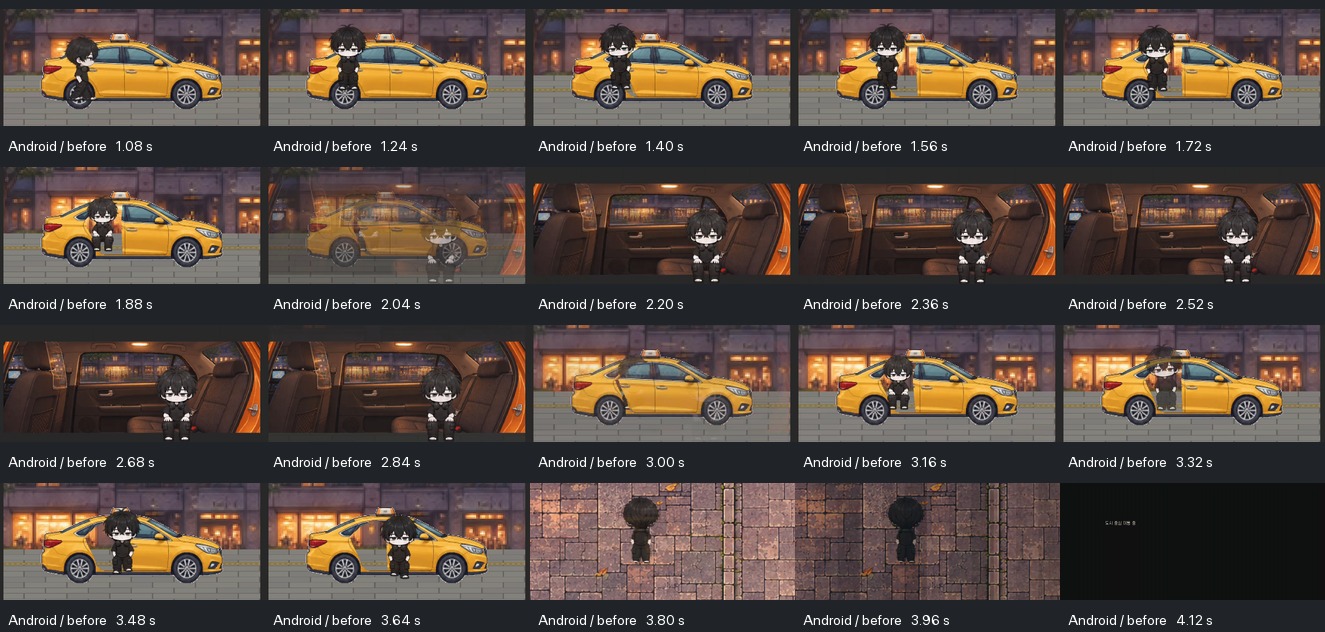 Android / before 1.08 s
Android / before 1.24 s
Android / before 1.40 s
Android / before 1.56 s
Android / before 1.72 s
Android / before 1.88 s
Android / before 2.04 s
Android / before 2.20 s
Android / before 2.36 s
Android / before 2.52 s
Android / before 2.68 s
Android / before 2.84 s
Android / before 3.00 s
Android / before 3.16 s
Android / before 3.32 s
Android / before 3.48 s
Android / before 3.64 s
Android / before 3.80 s
Android / before 3.96 s
Android / before 4.12 s